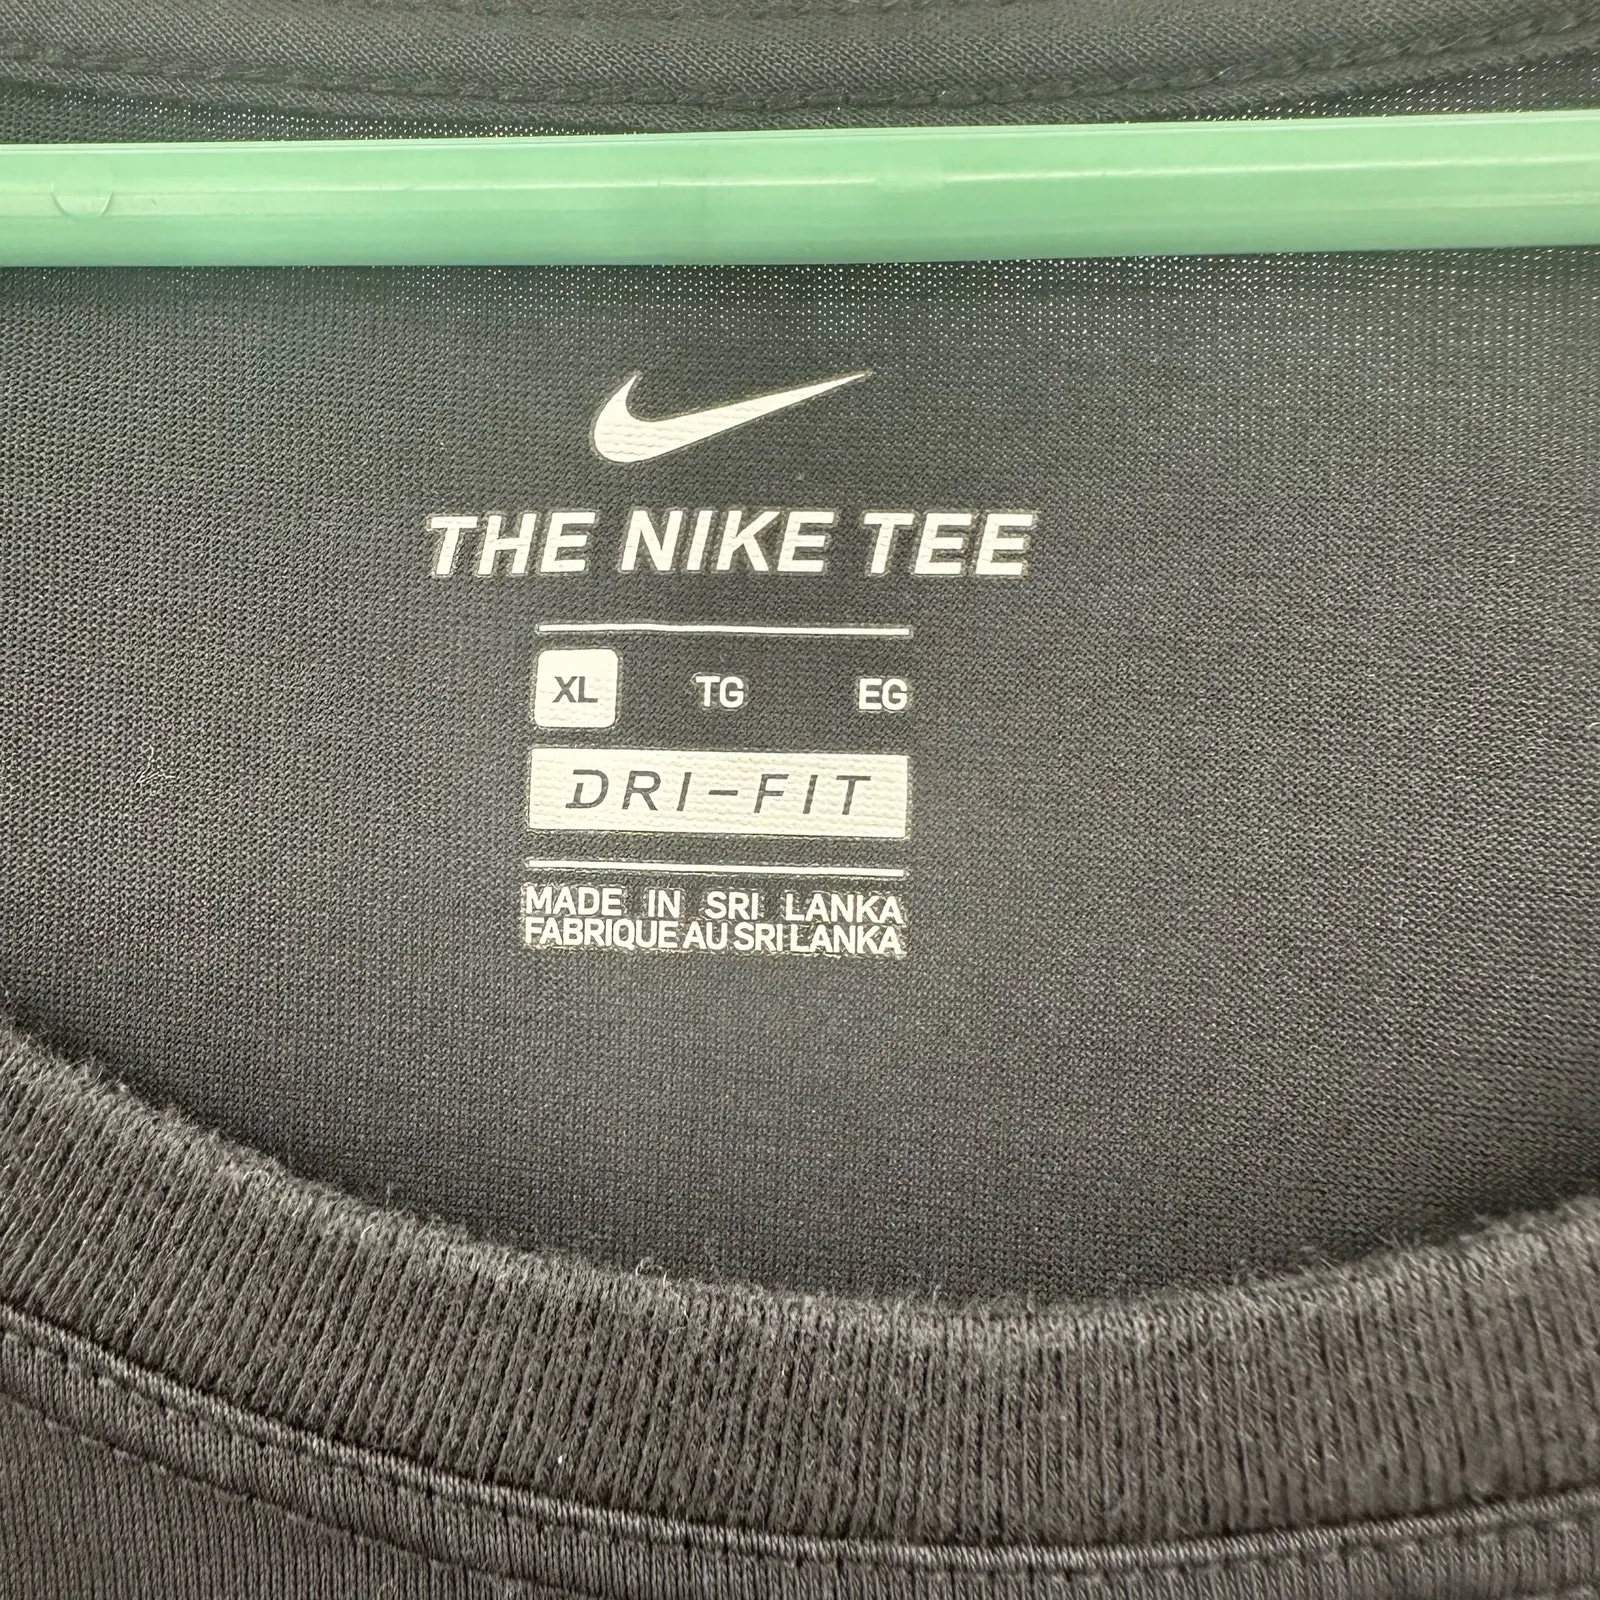 THE NIKE TEE
XL TG EG
DRI-FIT
MADE IN SRI LANKA
FABRIQUE AU SRI LANKA